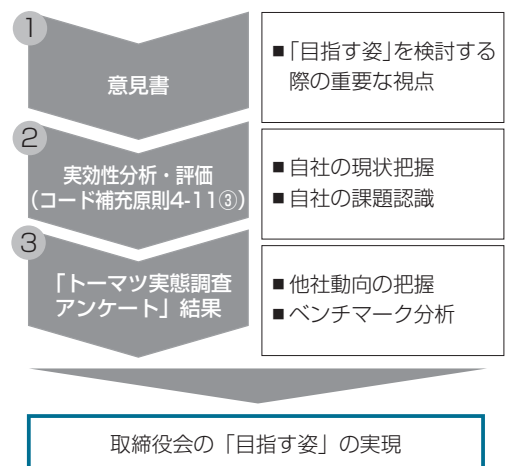 1
意見書
■「目指す姿」を検討する
際の重要な視点
2
実効性分析・評価
(コード補充原則4-11③)
■自社の現状把握
■自社の課題認識
3
「トーマツ実態調査
アンケート」結果
■他社動向の把握
■ベンチマーク分析
取締役会の「目指す姿」の実現